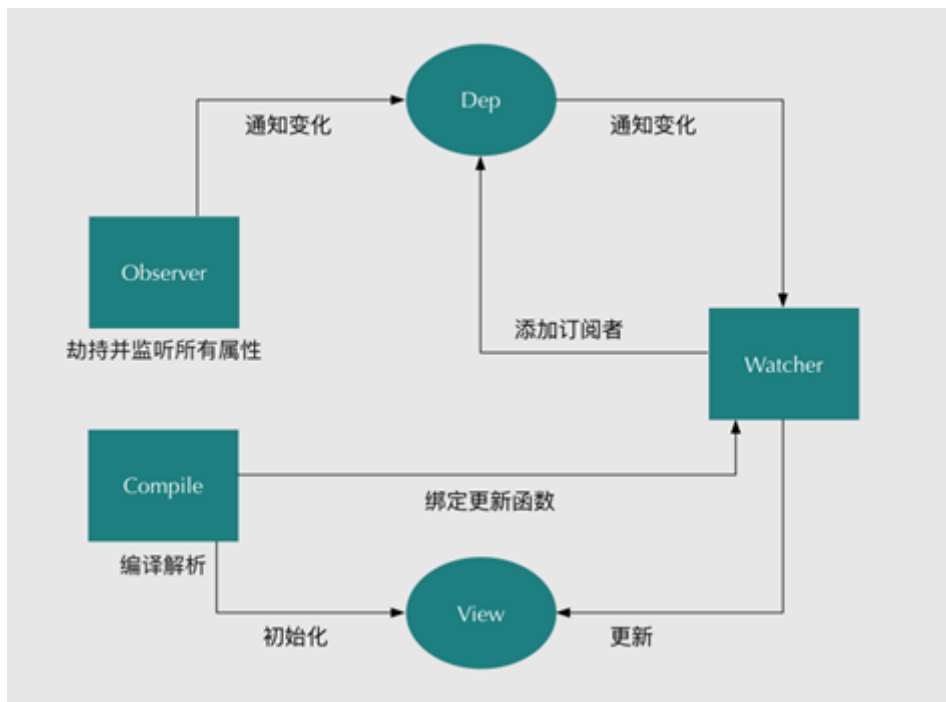 Dep
通知变化
通知变化
Observer
劫持并监听所有属性
添加订阅者
Watcher
Compile
绑定更新函数
编译解析
View
初始化
更新